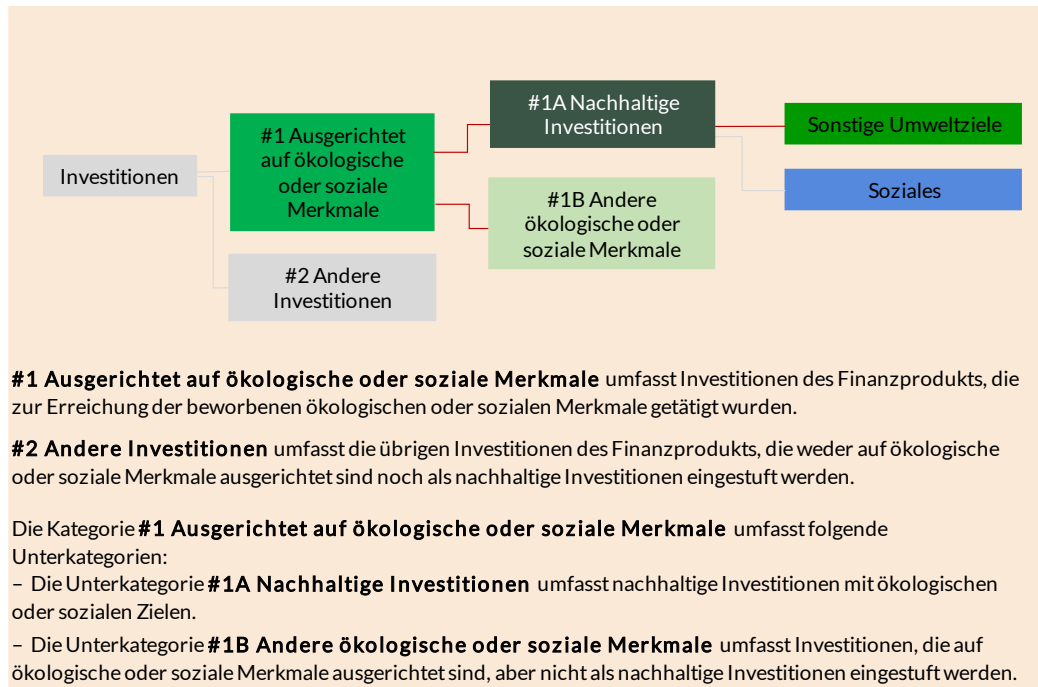 Investitionen
#1 Ausgerichtet
auf ökologische
oder soziale
Merkmale
#2 Andere
Investitionen
#1A Nachhaltige
Investitionen
#1B Andere
ökologische oder
soziale Merkmale
Sonstige Umweltziele
Soziales
#1 Ausgerichtet auf ökologische oder soziale Merkmale umfasst Investitionen des Finanzprodukts, die
zur Erreichung der beworbenen ökologischen oder sozialen Merkmale getätigt wurden.
#2 Andere Investitionen umfasst die übrigen Investitionen des Finanzprodukts, die weder auf ökologische
oder soziale Merkmale ausgerichtet sind noch als nachhaltige Investitionen eingestuft werden.
Die Kategorie #1 Ausgerichtet auf ökologische oder soziale Merkmale umfasst folgende
Unterkategorien:
– Die Unterkategorie #1A Nachhaltige Investitionen umfasst nachhaltige Investitionen mit ökologischen
oder sozialen Zielen.
– Die Unterkategorie #1B Andere ökologische oder soziale Merkmale umfasst Investitionen, die auf
ökologische oder soziale Merkmale ausgerichtet sind, aber nicht als nachhaltige Investitionen eingestuft werden.